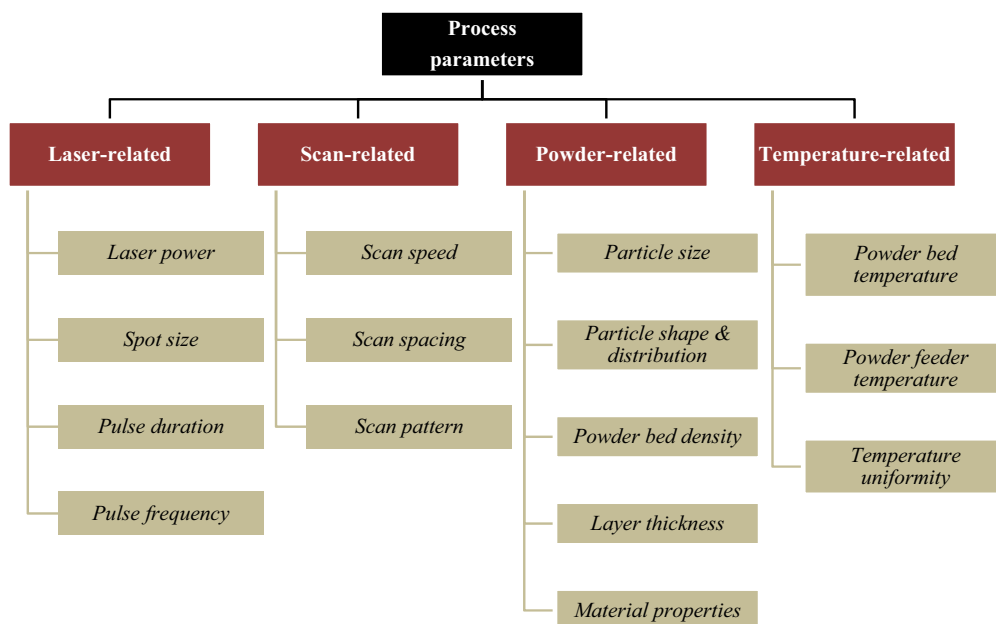 Process
parameters
Laser-related
Scan-related
Powder-related
Temperature-related
Laser power
Spot size
Pulse duration
Pulse frequency
Scan speed
Scan spacing
Scan pattern
Particle size
Particle shape &
distribution
Powder bed density
Layer thickness
Material properties
Powder bed
temperature
Powder feeder
temperature
Temperature
uniformity